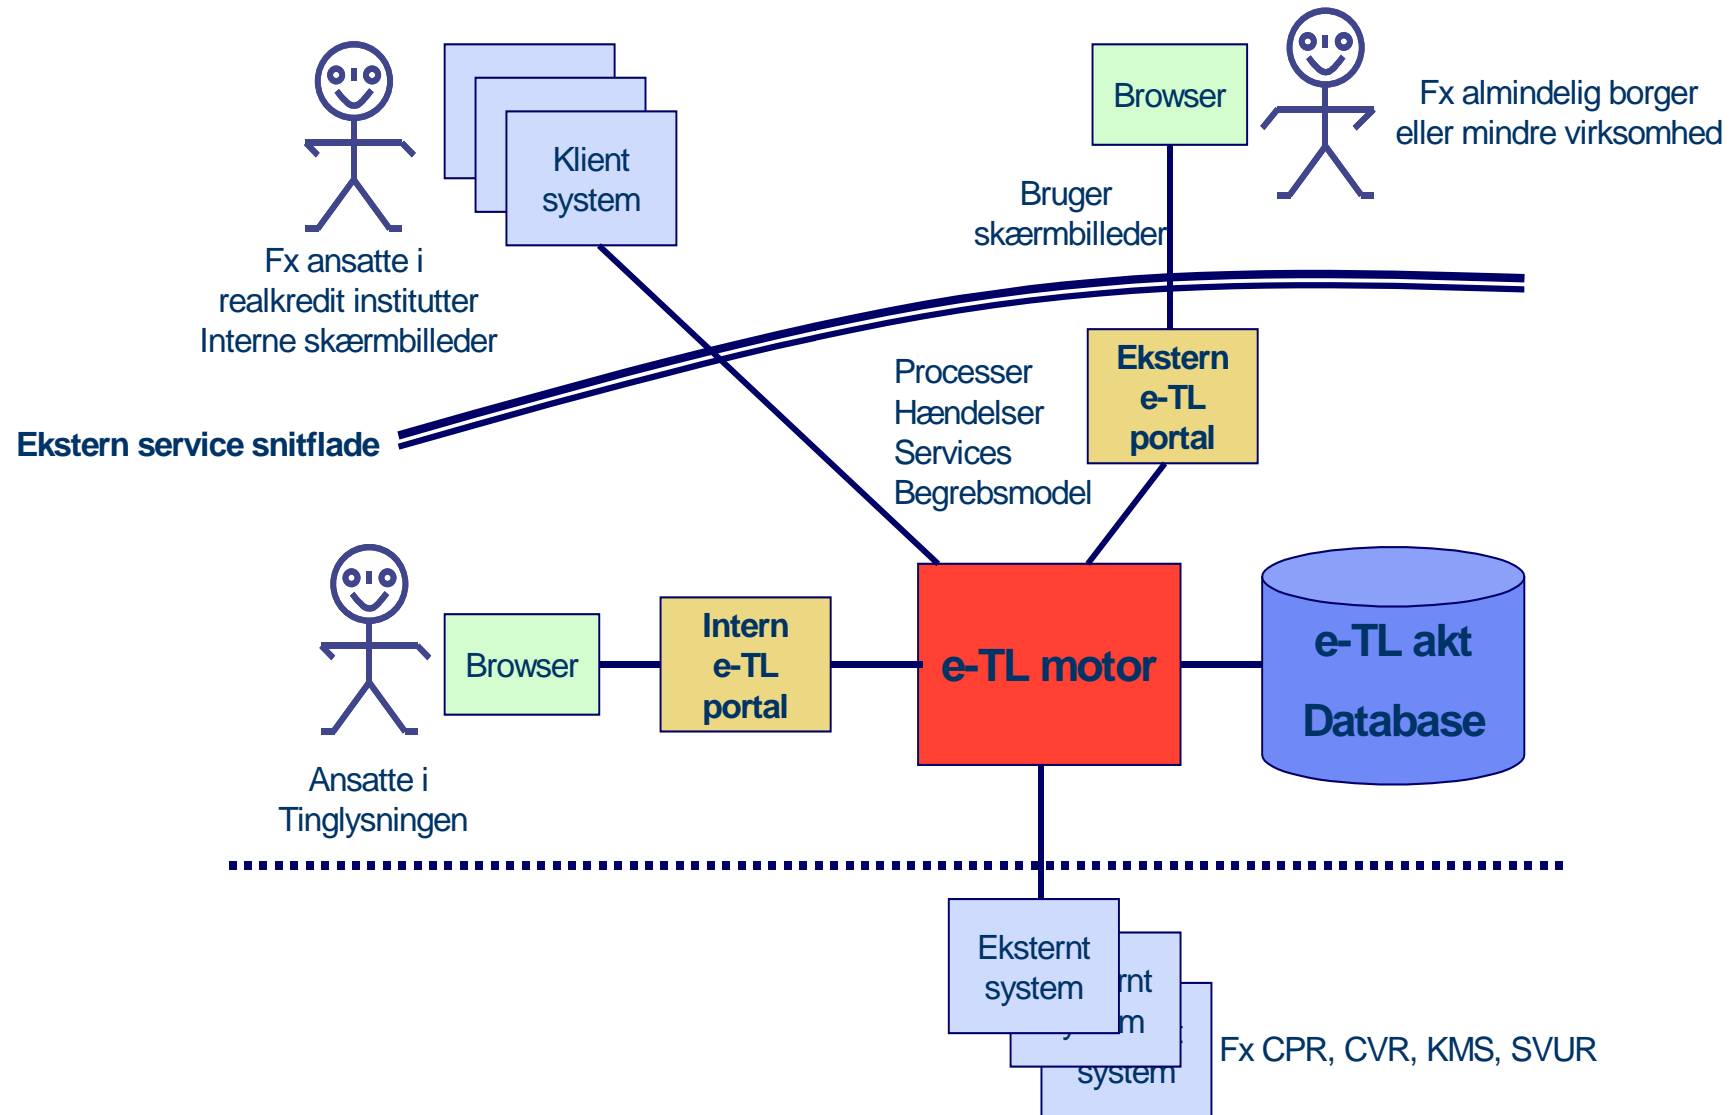 Browser
Fx almindelig borger
eller mindre virksomhed
Klient
system
Bruger
skærmbilleder
Fx ansatte i
realkredit institutter
Interne skærmbilleder
Ekstern service snitflade
Processer
Hændelser
Services
Begrebsmodel
Ekstern
e-TL
portal
Browser
Intern
e-TL
portal
e-TL motor
e-TL akt
Database
Ansatte i
Tinglysningen
Eksternt
system
rnt
m
system
Fx CPR, CVR, KMS, SVUR